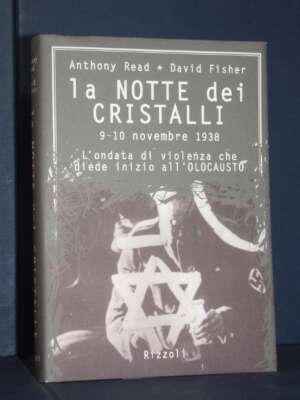 Anthony Read * David Fisher
la NOTTE dei
CRISTALLI
9-10 novembre 1938
L'ondata di violenza che
diede inizio all'OLOCAUSTO
Rizzoli